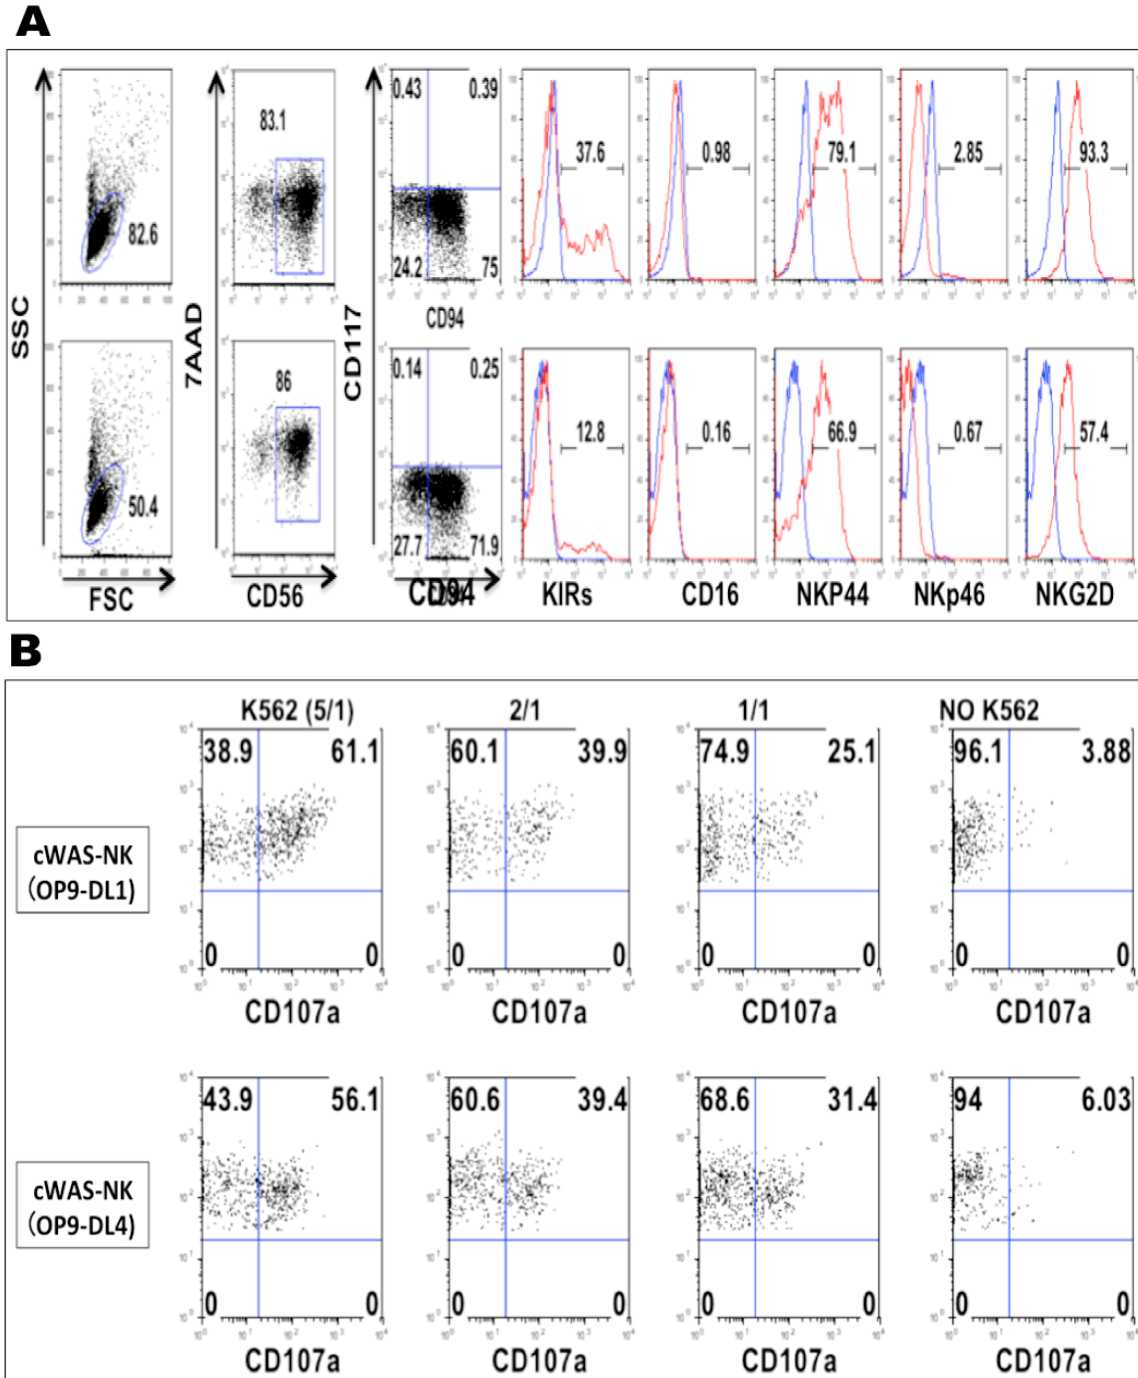 A
SSC
82.6
7AAD
83.1
CD117
0.43 0.39
24.2 75
CD94
37.6
0.98
79.1
2.85
93.3
50.4
86
0.14 0.25
27.7 71.9
12.8
0.16
66.9
0.67
57.4
FSC CD56 CD94 KIRs CD16 NKP44 NKp46 NKG2D
B
K562 (5/1) 2/1 1/1 NO K562
cWAS-NK
(OP9-DL1)
38.9 61.1 60.1 39.9 74.9 25.1 96.1 3.88
0 0 0 0 0 0 0 0
CD107a CD107a CD107a CD107a
cWAS-NK
(OP9-DL4)
43.9 56.1 60.6 39.4 68.6 31.4 94 6.03
0 0 0 0 0 0 0 0
CD107a CD107a CD107a CD107a